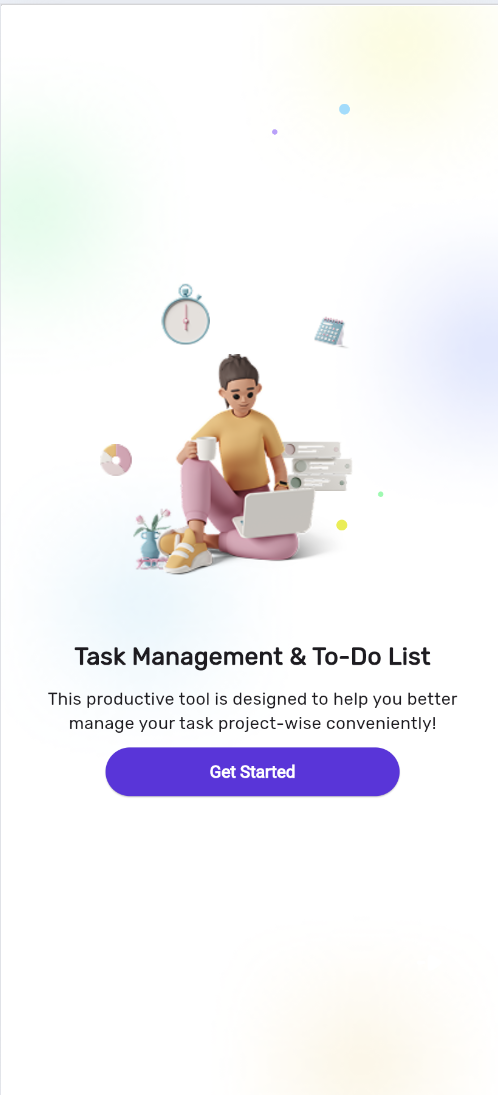 Task Management & To-Do List
This productive tool is designed to help you better
manage your task project-wise conveniently!
Get Started